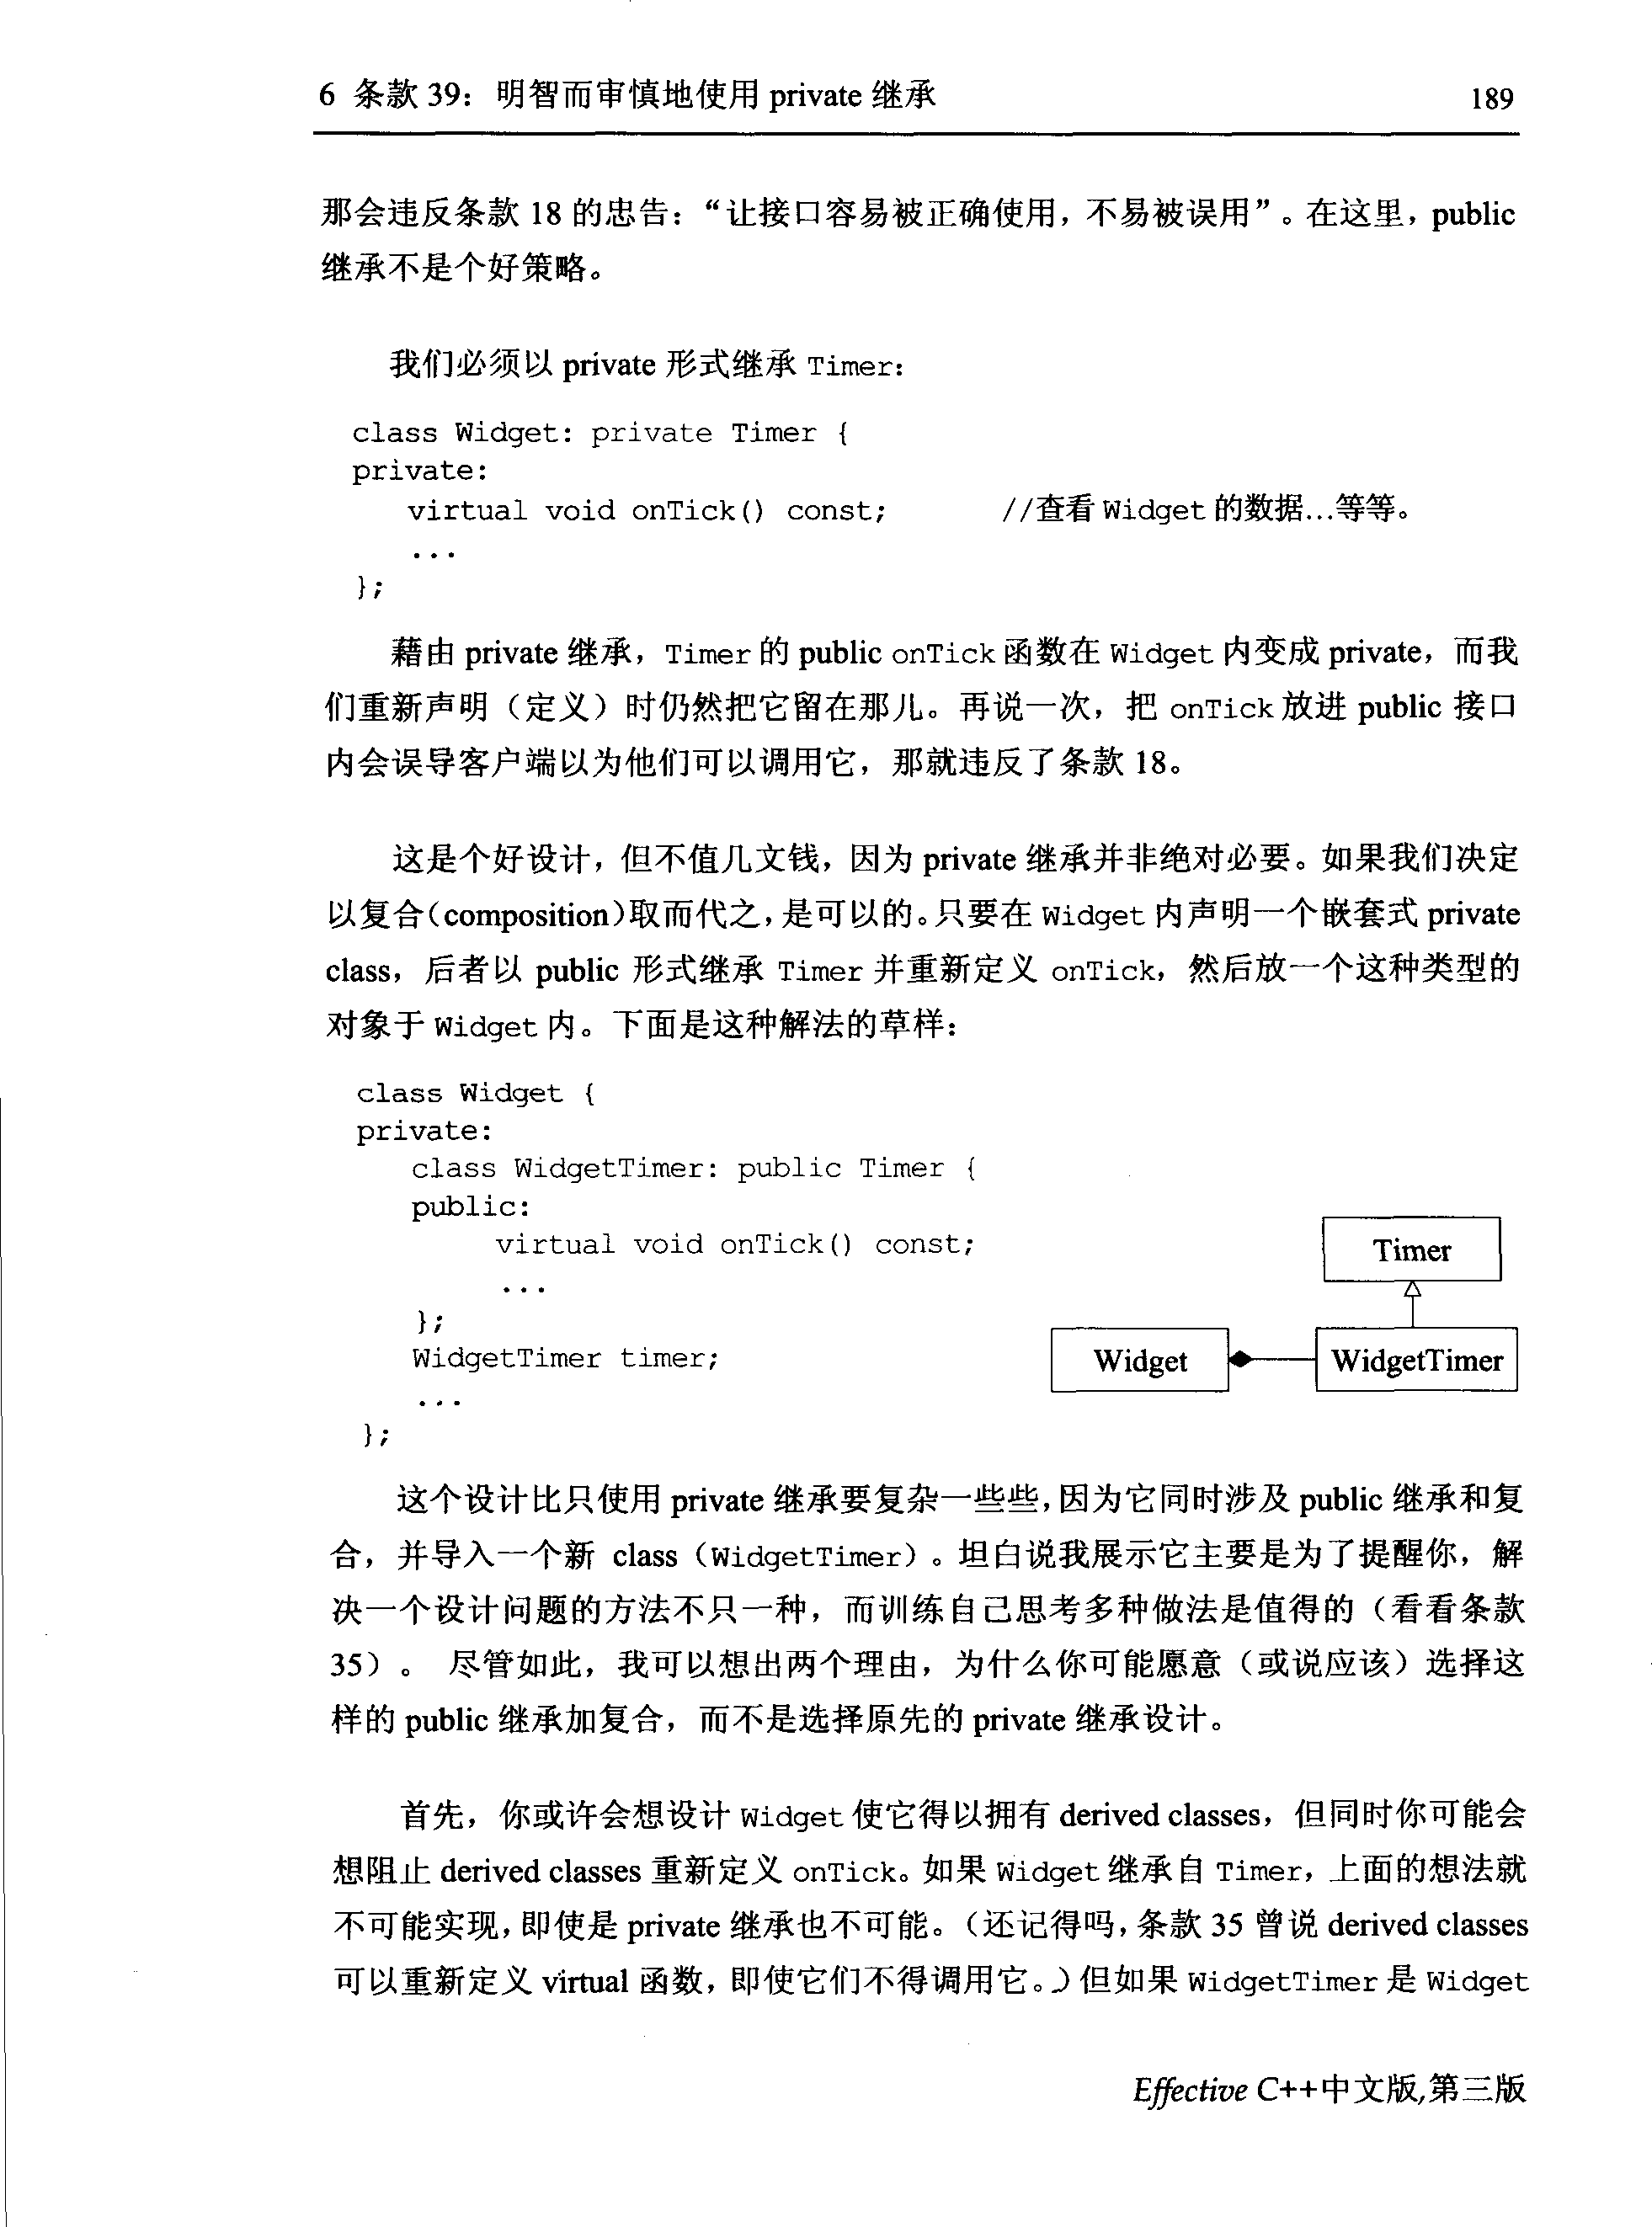 6 条款 39：明智而审慎地使用 private 继承 189
那会违反条款 18 的忠告：“让接口容易被正确使用，不易被误用”。在这里，public
继承不是个好策略。
我们必须以 private 形式继承 Timer：
class Widget: private Timer {
private:
virtual void onTick() const; //查看 Widget 的数据...等等。
...
};
藉由 private 继承，Timer 的 public onTick 函数在 Widget 内变成 private，而我
们重新声明（定义）时仍然把它留在那儿。再说一次，把 onTick 放进 public 接口
内会误导客户端以为他们可以调用它，那就违反了条款 18。
这是个好设计，但不值几文钱，因为 private 继承并非绝对必要。如果我们决定
以复合（composition）取而代之，是可以的。只要在 Widget 内声明一个嵌套式 private
class，后者以 public 形式继承 Timer 并重新定义 onTick，然后放一个这种类型的
对象于 Widget 内。下面是这种解法的草样：
class Widget {
private:
class WidgetTimer: public Timer {
public:
virtual void onTick() const;
...
};
WidgetTimer timer;
...
};
Timer
Widget WidgetTimer
这个设计比只使用 private 继承要复杂一些些，因为它同时涉及 public 继承和复
合，并导入一个新 class（WidgetTimer）。坦白说我展示它主要是为了提醒你，解
决一个设计问题的方法不只一种，而训练自己思考多种做法是值得的（看看条款
35）。 尽管如此，我可以想出两个理由，为什么你可能愿意（或说应该）选择这
样的 public 继承加复合，而不是选择原先的 private 继承设计。
首先，你或许会想设计 Widget 使它得以拥有 derived classes，但同时你可能会
想阻止 derived classes 重新定义 onTick。如果 Widget 继承自 Timer，上面的想法就
不可能实现，即使是 private 继承也不可能。（还记得吗，条款 35 曾说 derived classes
可以重新定义 virtual 函数，即使它们不得调用它。）但如果 WidgetTimer 是 Widget
Effective C++中文版,第三版